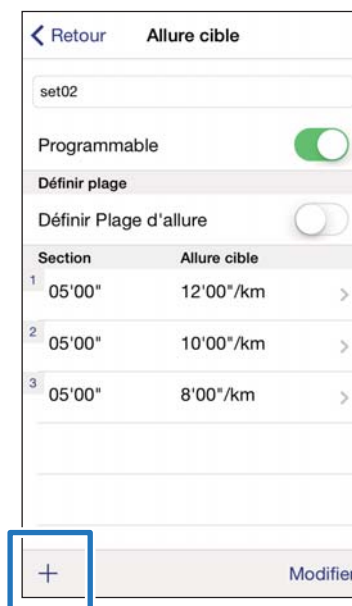 Retour Allure cible
set02
Programmable
Définir plage
Définir Plage d'allure
Section Allure cible
1 05'00" 12'00"/km
2 05'00" 10'00"/km
3 05'00" 8'00"/km
+ Modifier